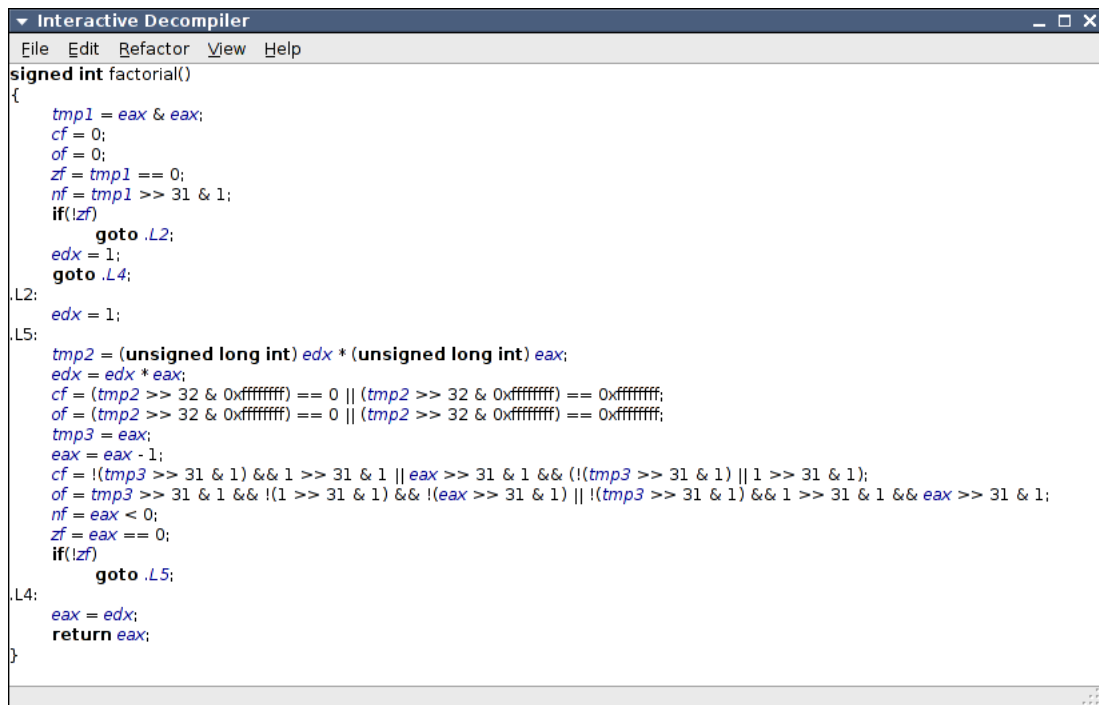 Interactive Decompiler
File Edit Refactor View Help
signed int factorial()
{
tmp1 = eax & eax;
cf = 0;
of = 0;
zf = tmp1 == 0;
nf = tmp1 >> 31 & 1;
if(!zf)
goto .L2;
edx = 1;
goto .L4;
.L2:
edx = 1;
.L5:
tmp2 = (unsigned long int) edx * (unsigned long int) eax;
edx = edx * eax;
cf = (tmp2 >> 32 & 0xffffffff) == 0 || (tmp2 >> 32 & 0xffffffff) == 0xffffffff;
of = (tmp2 >> 32 & 0xffffffff) == 0 || (tmp2 >> 32 & 0xffffffff) == 0xffffffff;
tmp3 = eax;
eax = eax - 1;
cf = !(tmp3 >> 31 & 1) && 1 >> 31 & 1 || eax >> 31 & 1 && (!(tmp3 >> 31 & 1) || 1 >> 31 & 1);
of = tmp3 >> 31 & 1 && !(1 >> 31 & 1) && !(eax >> 31 & 1) || !(tmp3 >> 31 & 1) && 1 >> 31 & 1 && eax >> 31 & 1;
nf = eax < 0;
zf = eax == 0;
if(!zf)
goto .L5;
.L4:
eax = edx;
return eax;
}